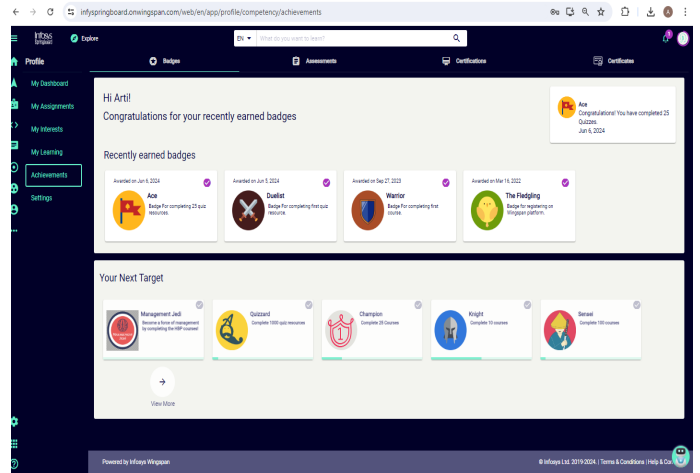 infyspringboard.onwingspan.com/web/en/app/profile/competency/achievements
Infosys
Springboard
Explore
EN
What do you want to learn?
Profile
Badges
Assessments
Certifications
Certificates
My Dashboard
My Assignments
My Interests
My Learning
Achievements
Settings
Hi Arti!
Congratulations for your recently earned badges
Ace
Congratulations! You have completed 25
Quizzes.
Jun 6, 2024
Recently earned badges
Awarded on Jun 6, 2024
Ace
Badge For completing 25 quiz
resources.
Awarded on Jun 5, 2024
Duelist
Badge For completing first quiz
resource.
Awarded on Sep 27, 2023
Warrior
Badge For completing first
course.
Awarded on Mar 16, 2022
The Fledgling
Badge for registering on
Wingspan platform.
Your Next Target
Management Jedi
Become a force of management
by completing the HBP courses!
Quizzard
Complete 1000 quiz resources
Champion
Complete 25 Courses
Knight
Complete 10 courses
Sensei
Complete 100 courses
View More
Powered by Infosys Wingspan
© Infosys Ltd. 2019-2024. | Terms & Conditions | Help & Co